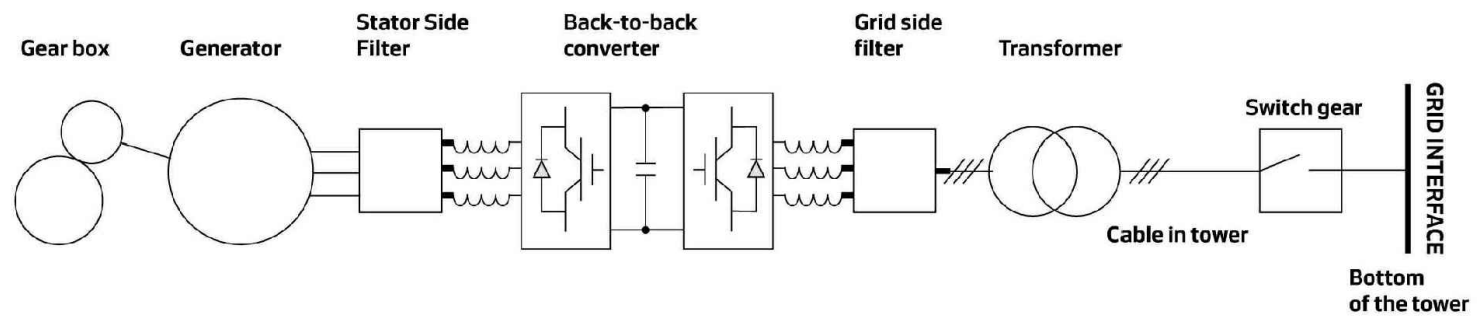 Gear box
Generator
Stator Side
Filter
Back-to-back
converter
Grid side
filter
Transformer
Switch gear
Cable in tower
GRID INTERFACE
Bottom
of the tower